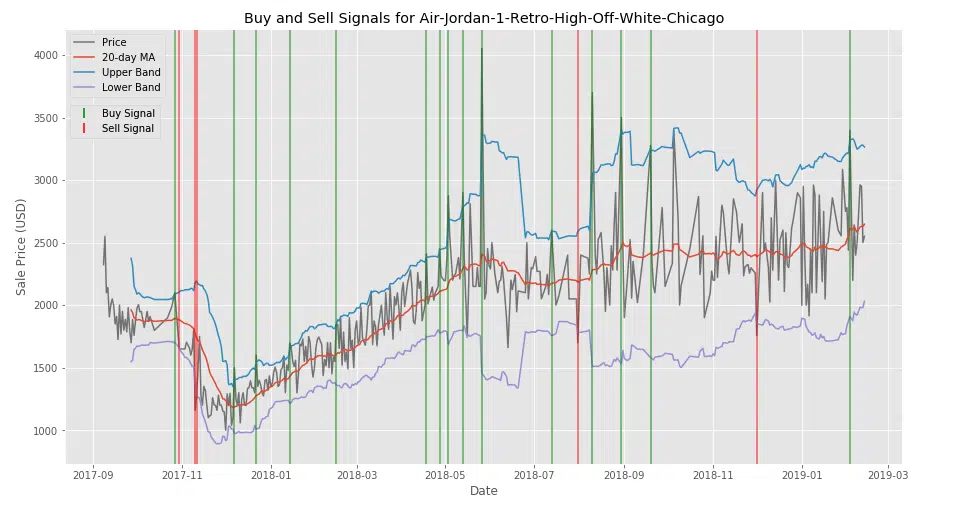 Buy and Sell Signals for Air-Jordan-1-Retro-High-Off-White-Chicago
Price
20-day MA
Upper Band
Lower Band
Buy Signal
Sell Signal
Sale Price (USD)
4000
3500
3000
2500
2000
1500
1000
2017-09 2017-11 2018-01 2018-03 2018-05 2018-07 2018-09 2018-11 2019-01 2019-03
Date